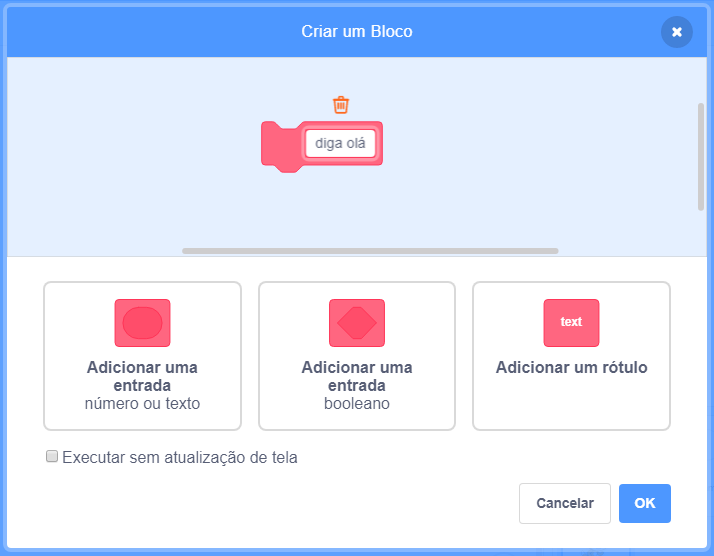 Criar um Bloco
diga olá
text
Adicionar uma
entrada
número ou texto
Adicionar uma
entrada
booleano
Adicionar um rótulo
Executar sem atualização de tela
Cancelar
OK